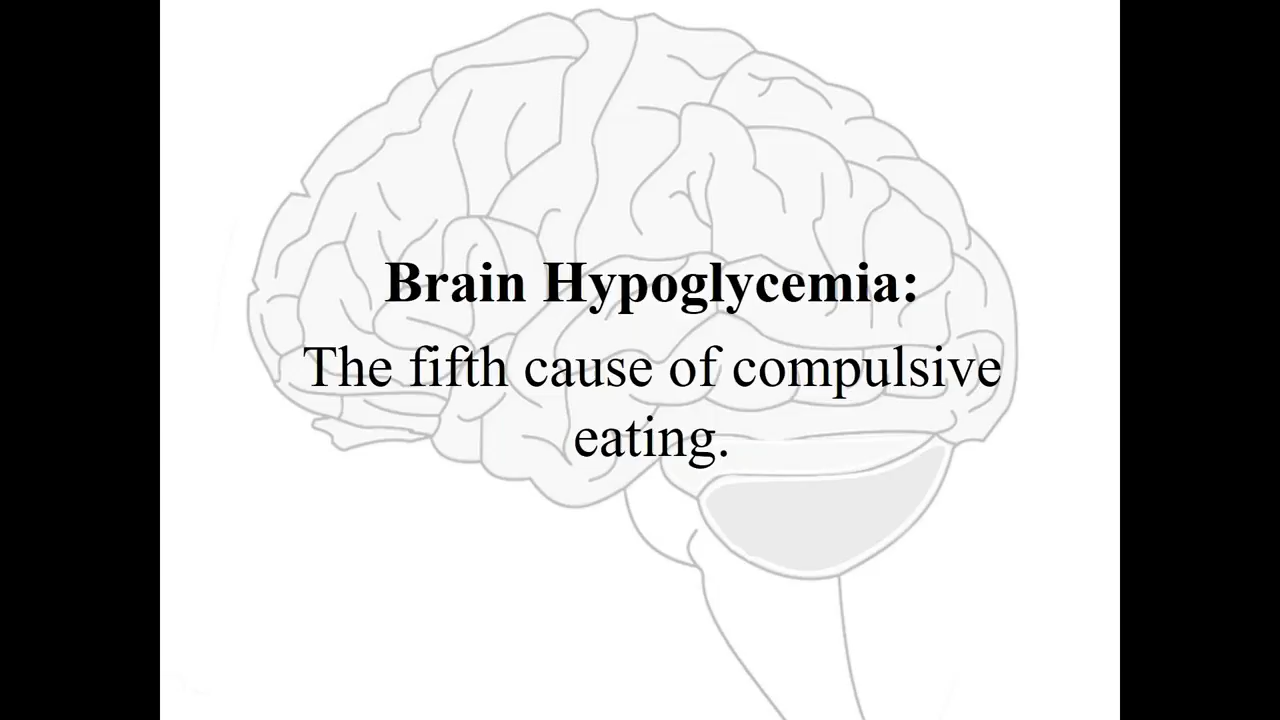 Brain Hypoglycemia:
The fifth cause of compulsive
eating.